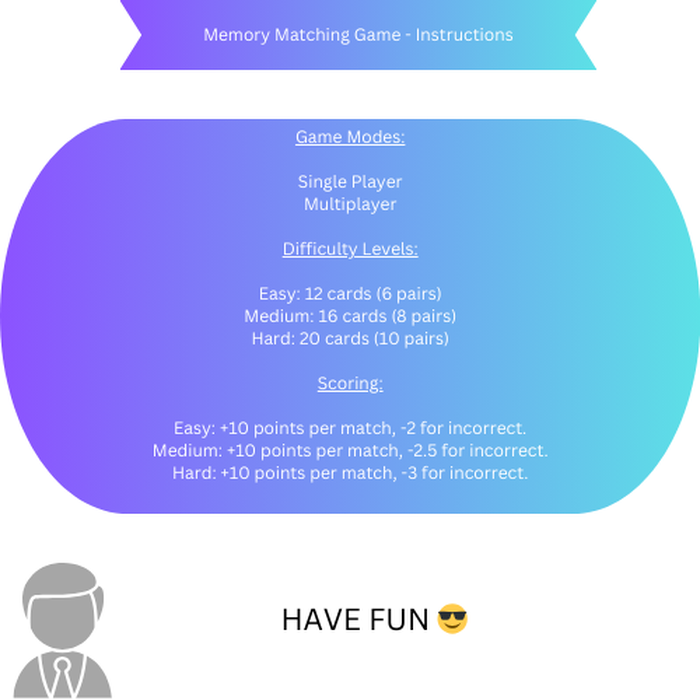 Memory Matching Game - Instructions
Game Modes:
Single Player
Multiplayer
Difficulty Levels:
Easy: 12 cards (6 pairs)
Medium: 16 cards (8 pairs)
Hard: 20 cards (10 pairs)
Scoring:
Easy: +10 points per match, -2 for incorrect.
Medium: +10 points per match, -2.5 for incorrect.
Hard: +10 points per match, -3 for incorrect.
HAVE FUN 😎